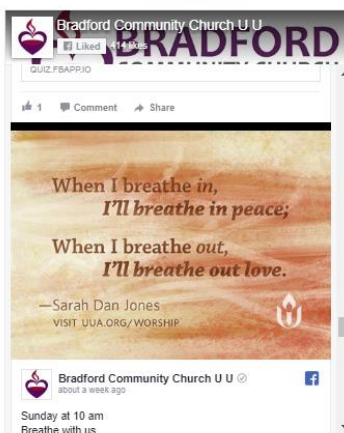 Bradford Community Church U U
BRADFORD
Liked 414 likes
COMMUNITY CHURCH
QUIZ.FBAPP.IO
1 Comment Share
When I breathe in,
I'll breathe in peace;
When I breathe out,
I'll breathe out love.
—Sarah Dan Jones
VISIT UUA.ORG/WORSHIP
Bradford Community Church U U
about a week ago
Sunday at 10 am
Breathe with us